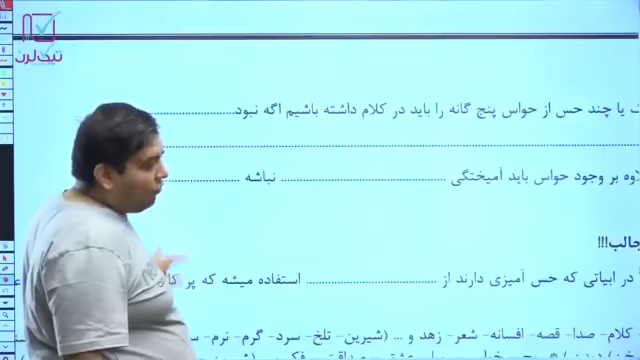 تیک‌لرن
یا چند حس از حواس پنج گانه را باید در کلام داشته باشیم اگه نبود..........................
..........................
لاوه بر وجود حواس باید آمیختگی .......................... نباشه ..........................
جالب!!!
در ابیاتی که حس آمیزی دارند از .......................... استفاده میشه که پر
کلام- صدا- قصه- افسانه- شعر- زهد و ... (شیرین- تلخ- سرد- گرم- نرم-